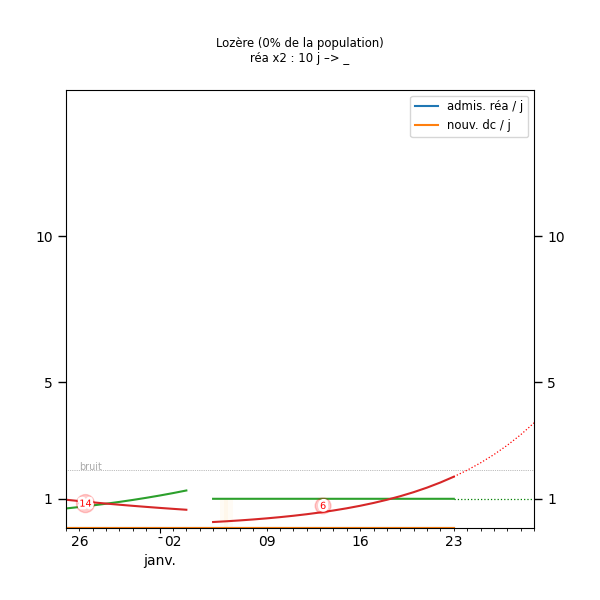 Lozère (0% de la population)
réa x2 : 10 j –> _
admis. réa / j
nouv. dc / j
10 10
5 5
bruit
1 14 6 1
26 02 09 16 23
janv.